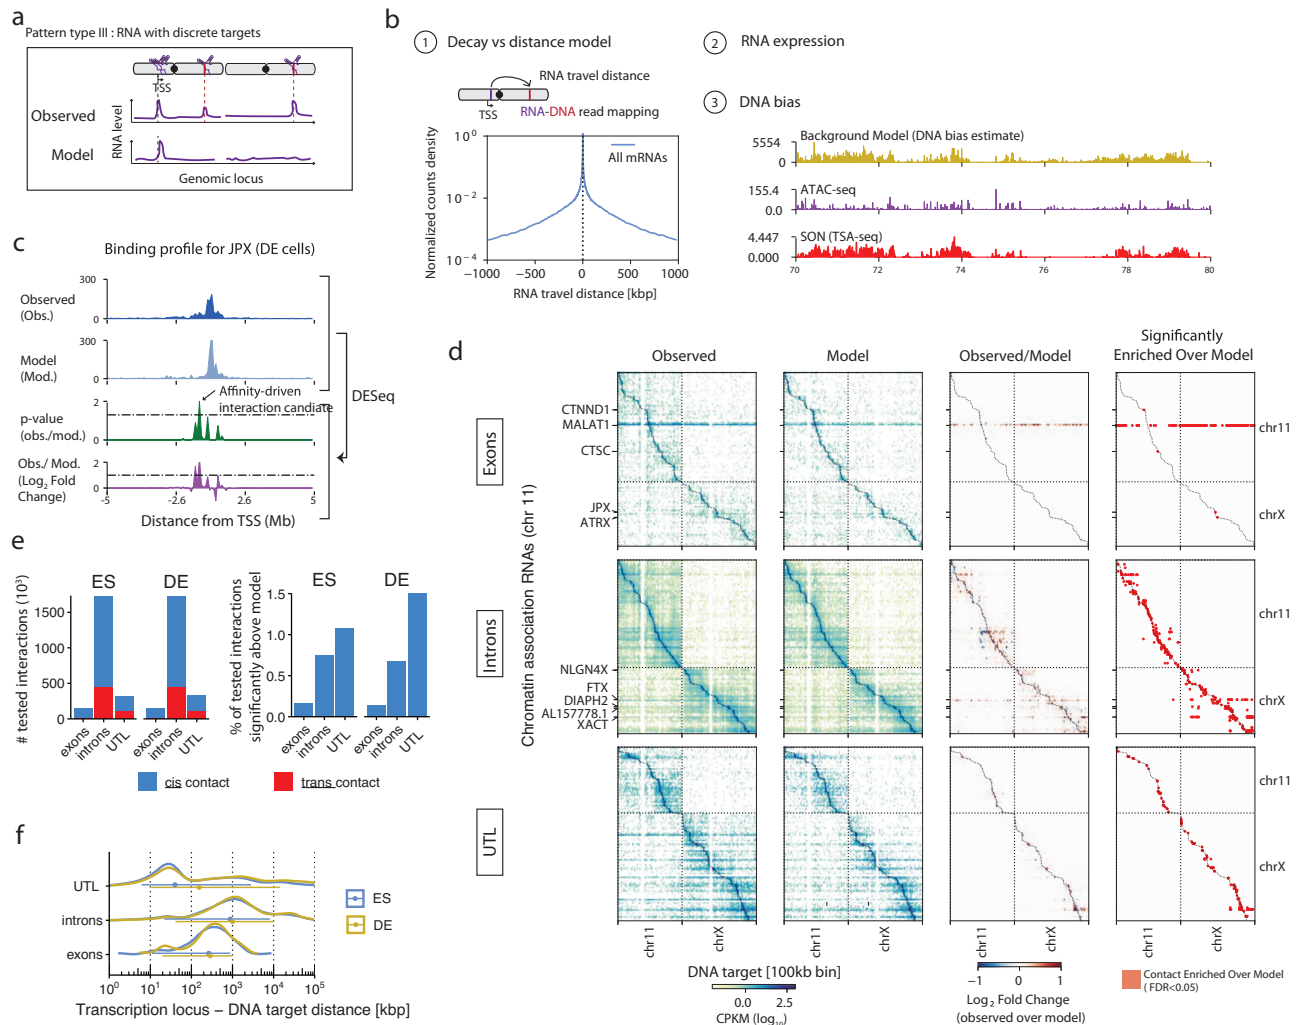 a
Pattern type III : RNA with discrete targets
TSS
Observed
Model
RNA level
Genomic locus
b
1 Decay vs distance model
RNA travel distance
TSS
RNA-DNA read mapping
Normalized counts density
10^0
10^-2
10^-4
All mRNAs
-1000 -500 0 500 1000
RNA travel distance [kbp]
2 RNA expression
3 DNA bias
Background Model (DNA bias estimate)
5554
0
ATAC-seq
155.4
0.0
SON (TSA-seq)
4.447
0.000
70 72 74 76 78 80
c
Binding profile for JPX (DE cells)
Observed
(Obs.)
300
0
Model
(Mod.)
300
0
Affinity-driven
interaction candiate
p-value
(obs./mod.)
2
0
Obs./ Mod.
(Log2 Fold
Change)
2
0
-5 -2.6 2.6 5
Distance from TSS (Mb)
DESeq
d
Observed Model Observed/Model Significantly
Enriched Over Model
Chromatin association RNAs (chr 11)
Exons
CTNND1
MALAT1
CTSC
JPX
ATRX
chr11
chrX
Introns
NLGN4X
FTX
DIAPH2
AL157778.1
XACT
chr11
chrX
UTL
chr11
chrX
chr11 chrX chr11 chrX chr11 chrX chr11 chrX
DNA target [100kb bin]
0.0 2.5
CPKM (log10)
-1 0 1
Log2 Fold Change
(observed over model)
Contact Enriched Over Model
( FDR<0.05)
e
ES DE
# tested interactions (10^3)
1500
1000
500
0
exons introns UTL exons introns UTL
ES DE
% of tested interactions
significantly above model
1.5
1.0
0.5
0.0
exons introns UTL exons introns UTL
cis contact trans contact
f
UTL
introns
exons
ES
DE
10^0 10^1 10^2 10^3 10^4 10^5
Transcription locus − DNA target distance [kbp]